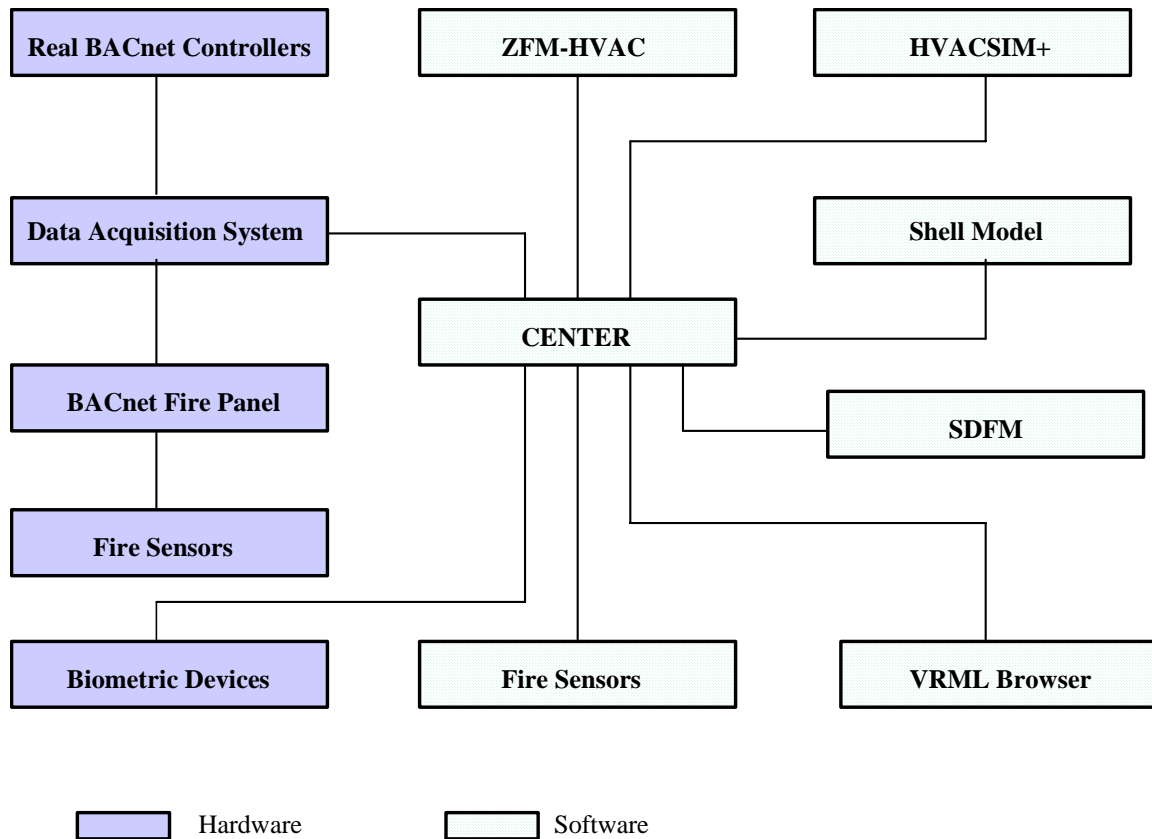 Real BACnet Controllers
ZFM-HVAC
HVACSIM+
Data Acquisition System
Shell Model
CENTER
BACnet Fire Panel
SDFM
Fire Sensors
Biometric Devices
Fire Sensors
VRML Browser
Hardware
Software